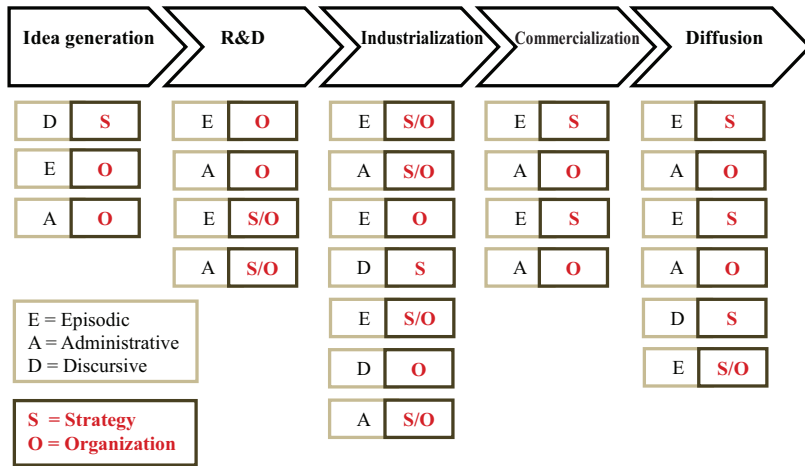 Idea generation R&D Industrialization Commercialization Diffusion
D S E O E S/O E S E S
E O A O A S/O A O A O
A O E S/O E O E S E S
A S/O D S A O A O
E S/O D S
D O E S/O
A S/O
E = Episodic
A = Administrative
D = Discursive
S = Strategy
O = Organization